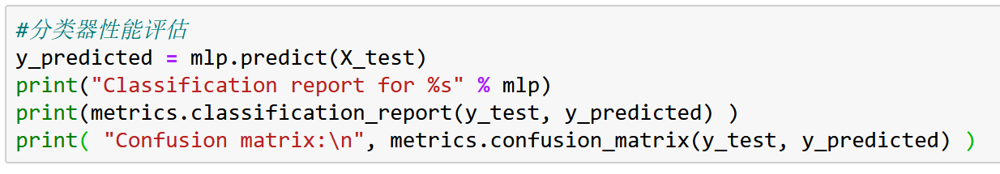 #分类器性能评估
y_predicted = mlp.predict(X_test)
print("Classification report for %s" % mlp)
print(metrics.classification_report(y_test, y_predicted) )
print( "Confusion matrix:\n", metrics.confusion_matrix(y_test, y_predicted) )